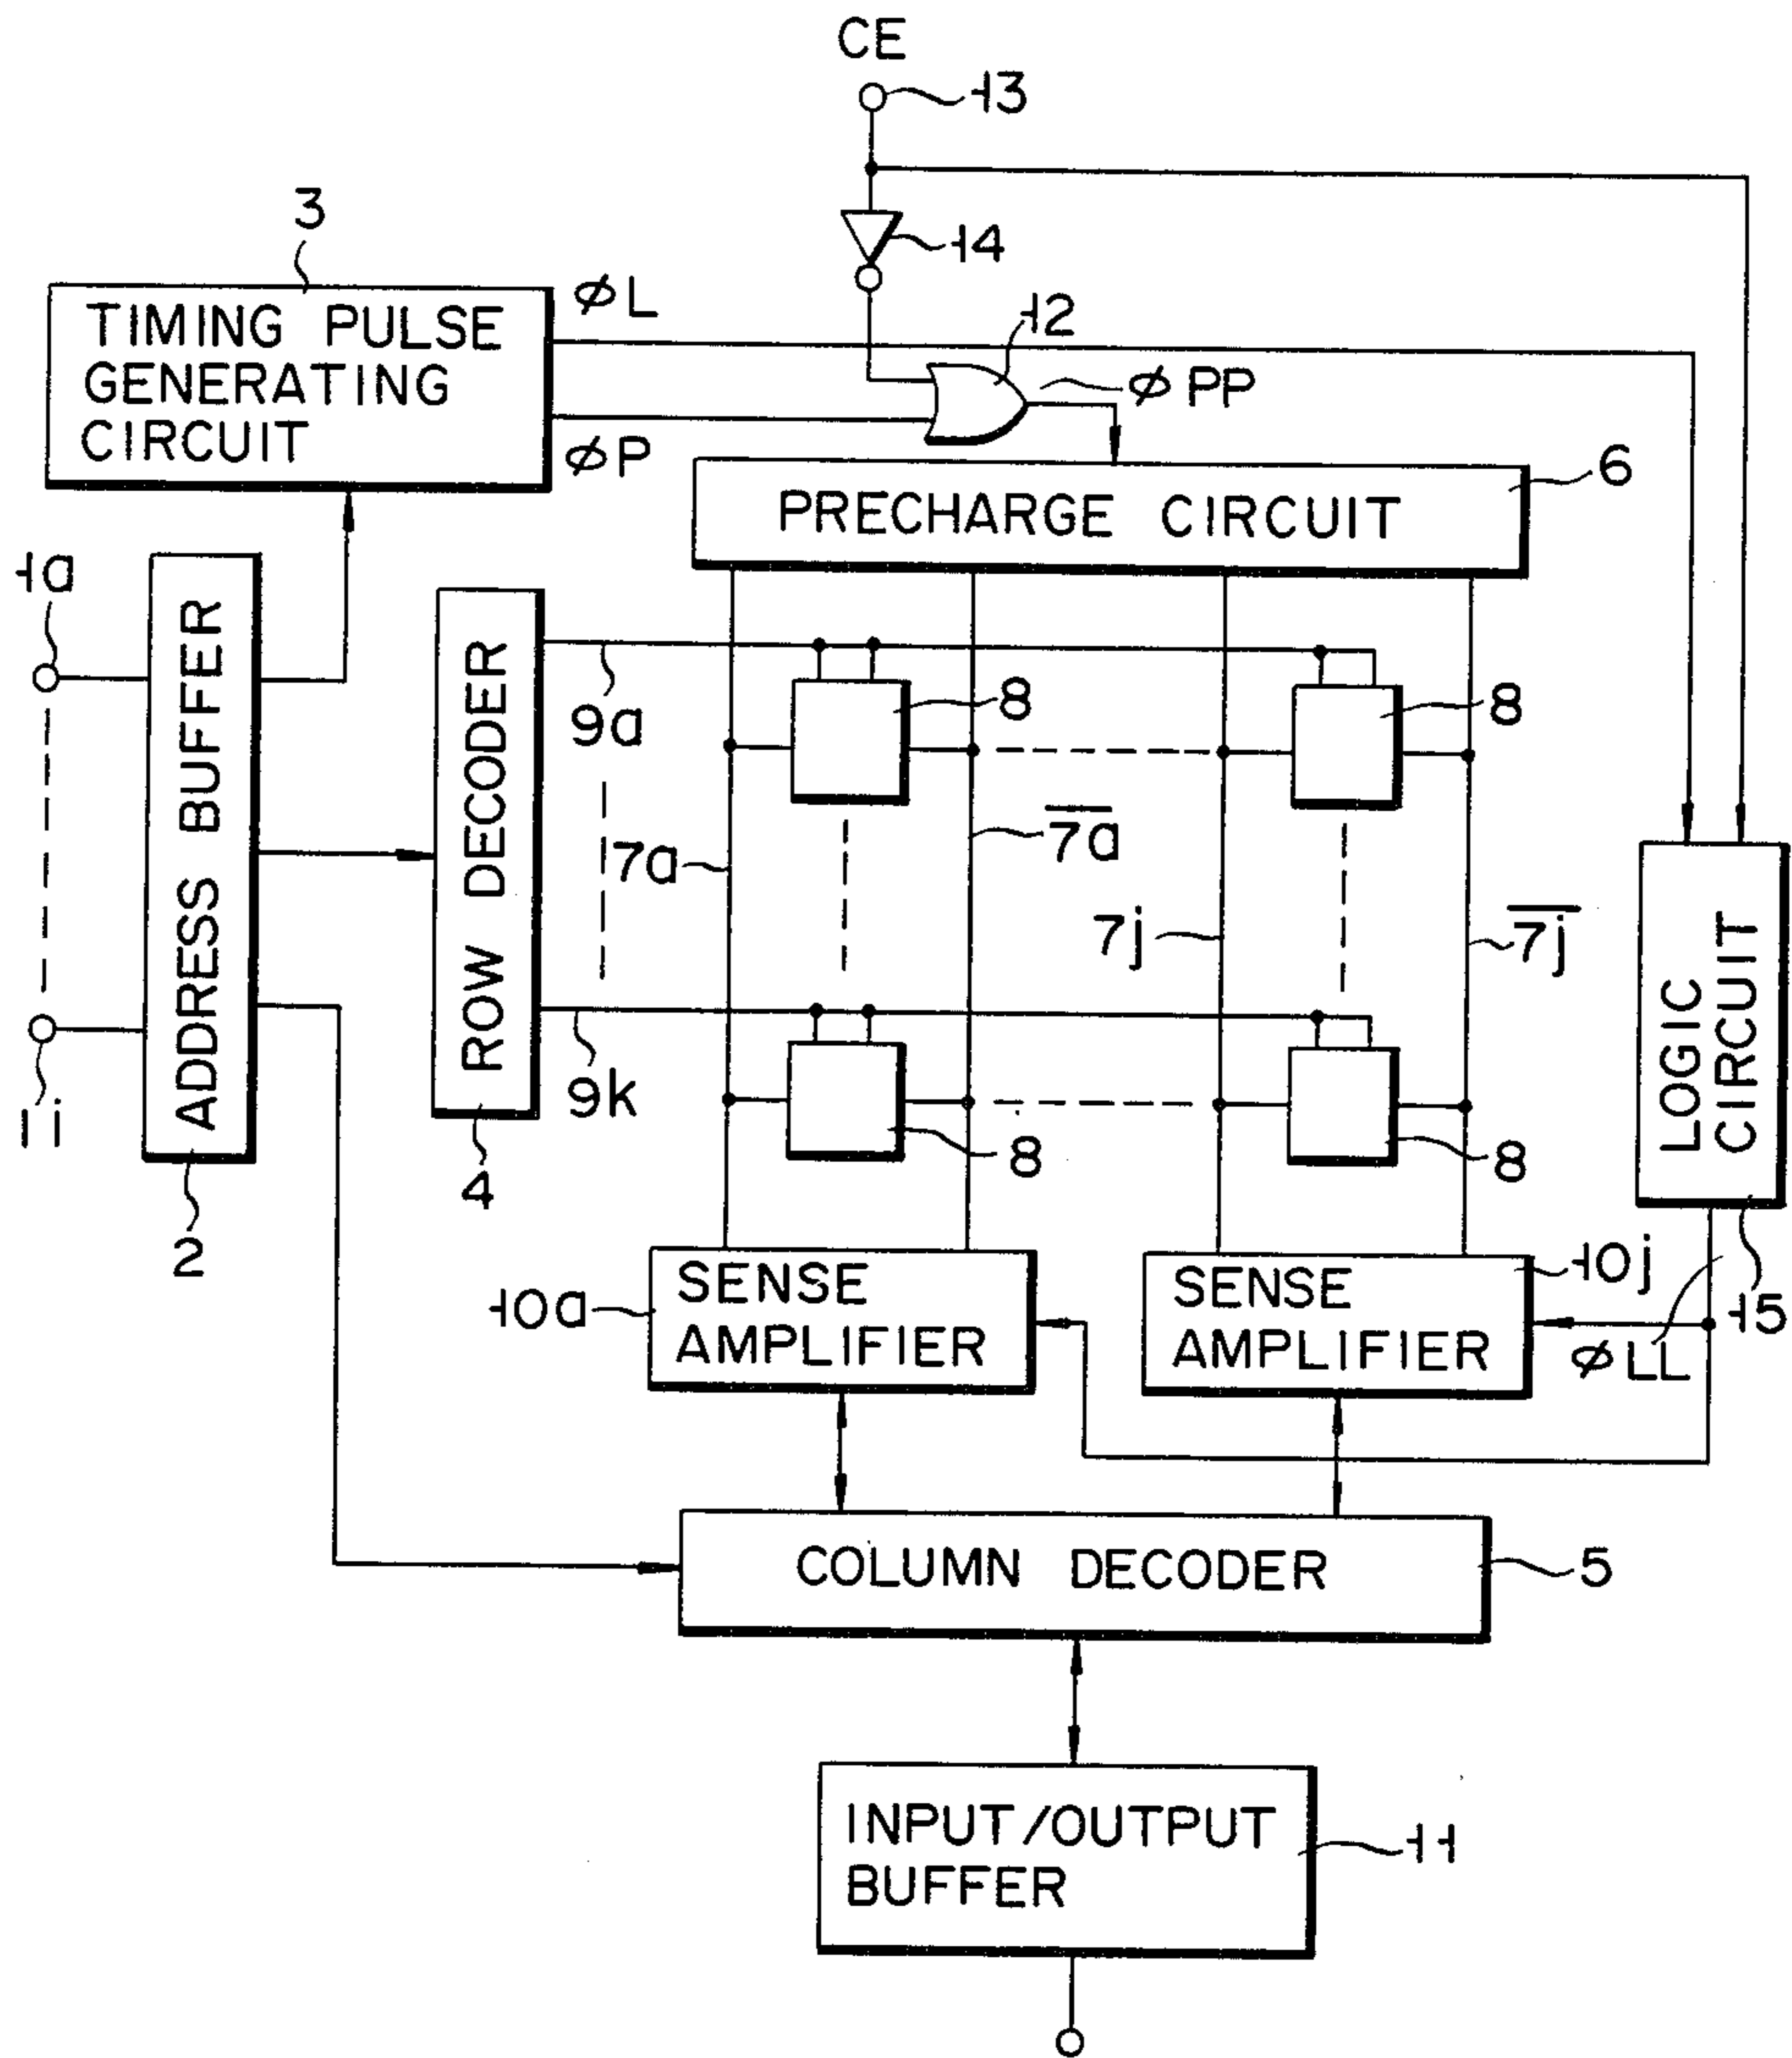 CE
13
3
14
φL
12
TIMING PULSE
GENERATING
CIRCUIT
φPP
φP
6
PRECHARGE CIRCUIT
1a
ADDRESS BUFFER
ROW DECODER
9a
8
8
7a
7a̅
7j
7j̅
LOGIC
CIRCUIT
1i
9k
8
8
4
2
SENSE
AMPLIFIER
10a
SENSE
AMPLIFIER
10j
15
φLL
COLUMN DECODER
5
INPUT/OUTPUT
BUFFER
11